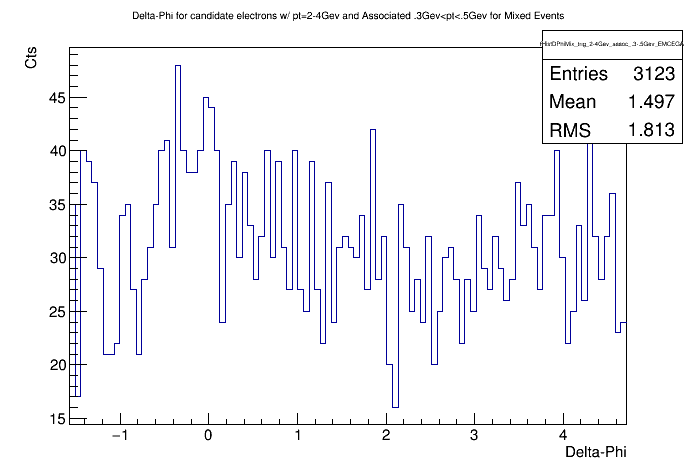 Delta-Phi for candidate electrons w/ pt=2-4Gev and Associated .3Gev<pt<.5Gev for Mixed Events
Cts
Entries 3123
Mean 1.497
RMS 1.813
45
40
35
30
25
20
15
−1 0 1 2 3 4
Delta-Phi